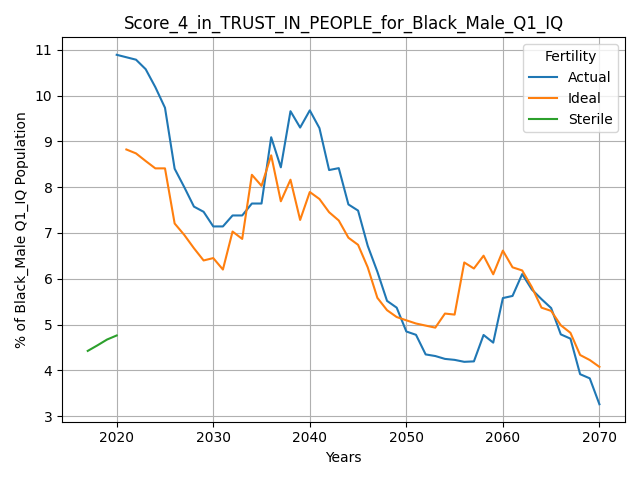 Score_4_in_TRUST_IN_PEOPLE_for_Black_Male_Q1_IQ
% of Black_Male Q1_IQ Population
11
10
9
8
7
6
5
4
3
Fertility
Actual
Ideal
Sterile
2020 2030 2040 2050 2060 2070
Years